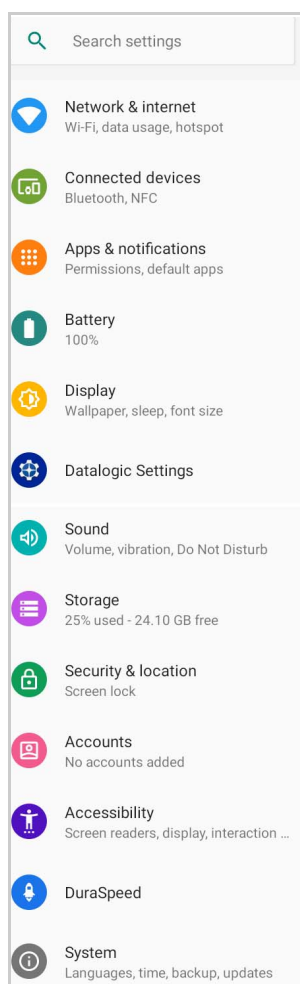 Search settings
Network & internet
Wi-Fi, data usage, hotspot
Connected devices
Bluetooth, NFC
Apps & notifications
Permissions, default apps
Battery
100%
Display
Wallpaper, sleep, font size
Datalogic Settings
Sound
Volume, vibration, Do Not Disturb
Storage
25% used - 24.10 GB free
Security & location
Screen lock
Accounts
No accounts added
Accessibility
Screen readers, display, interaction ...
DuraSpeed
System
Languages, time, backup, updates